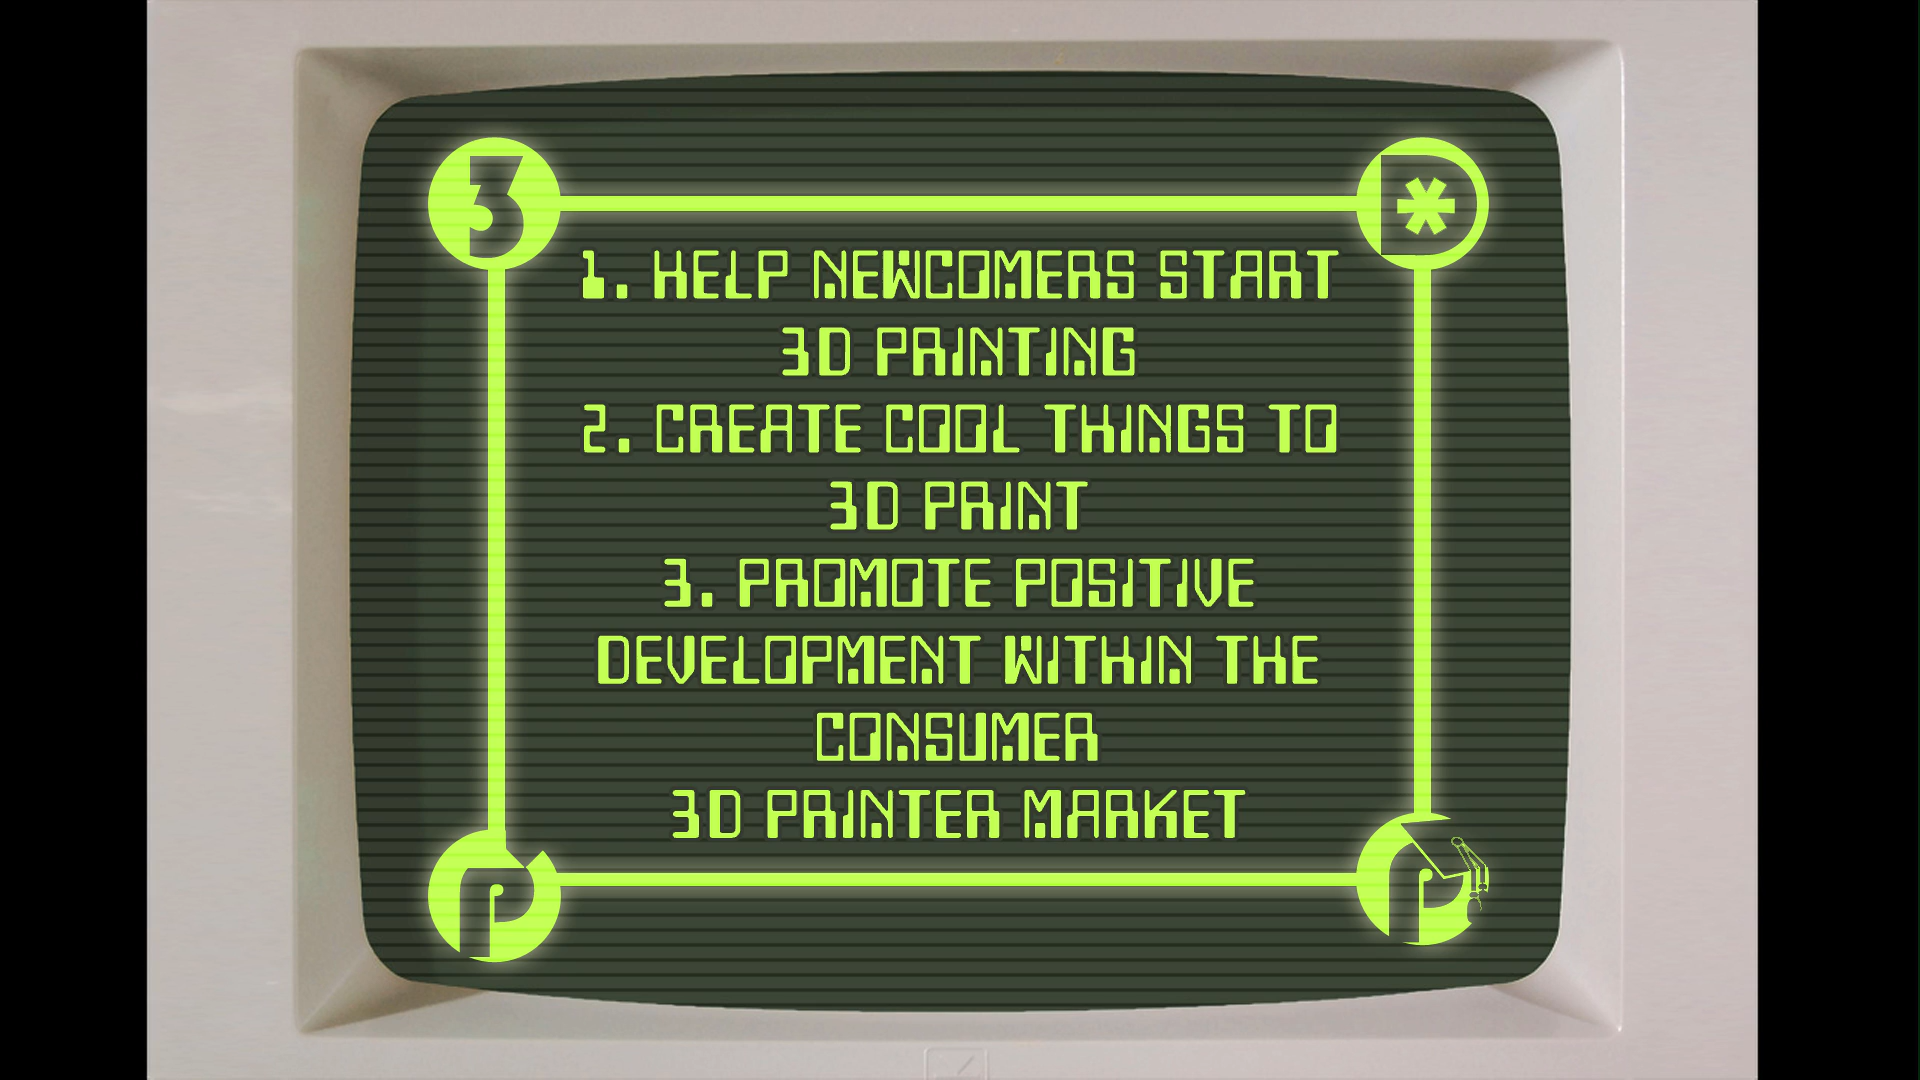 3 D*
1. HELP NEWCOMERS START
3D PRINTING
2. CREATE COOL THINGS TO
3D PRINT
3. PROMOTE POSITIVE
DEVELOPMENT WITHIN THE
CONSUMER
3D PRINTER MARKET
P P